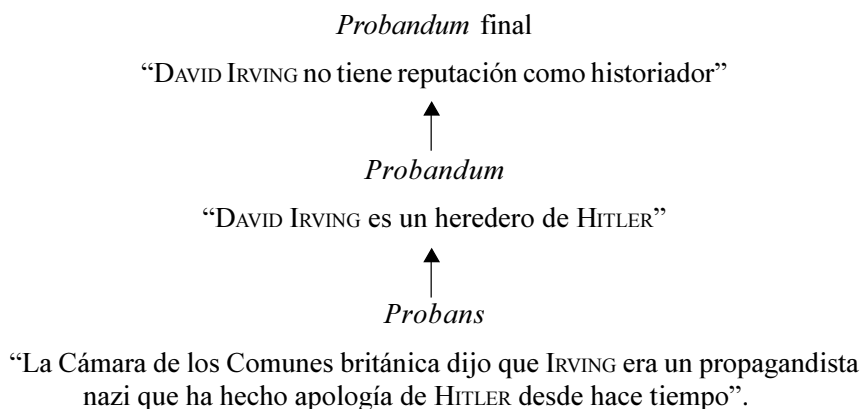 Probandum final
“DAVID IRVING no tiene reputación como historiador”
Probandum
“DAVID IRVING es un heredero de HITLER”
Probans
“La Cámara de los Comunes británica dijo que IRVING era un propagandista
nazi que ha hecho apología de HITLER desde hace tiempo”.